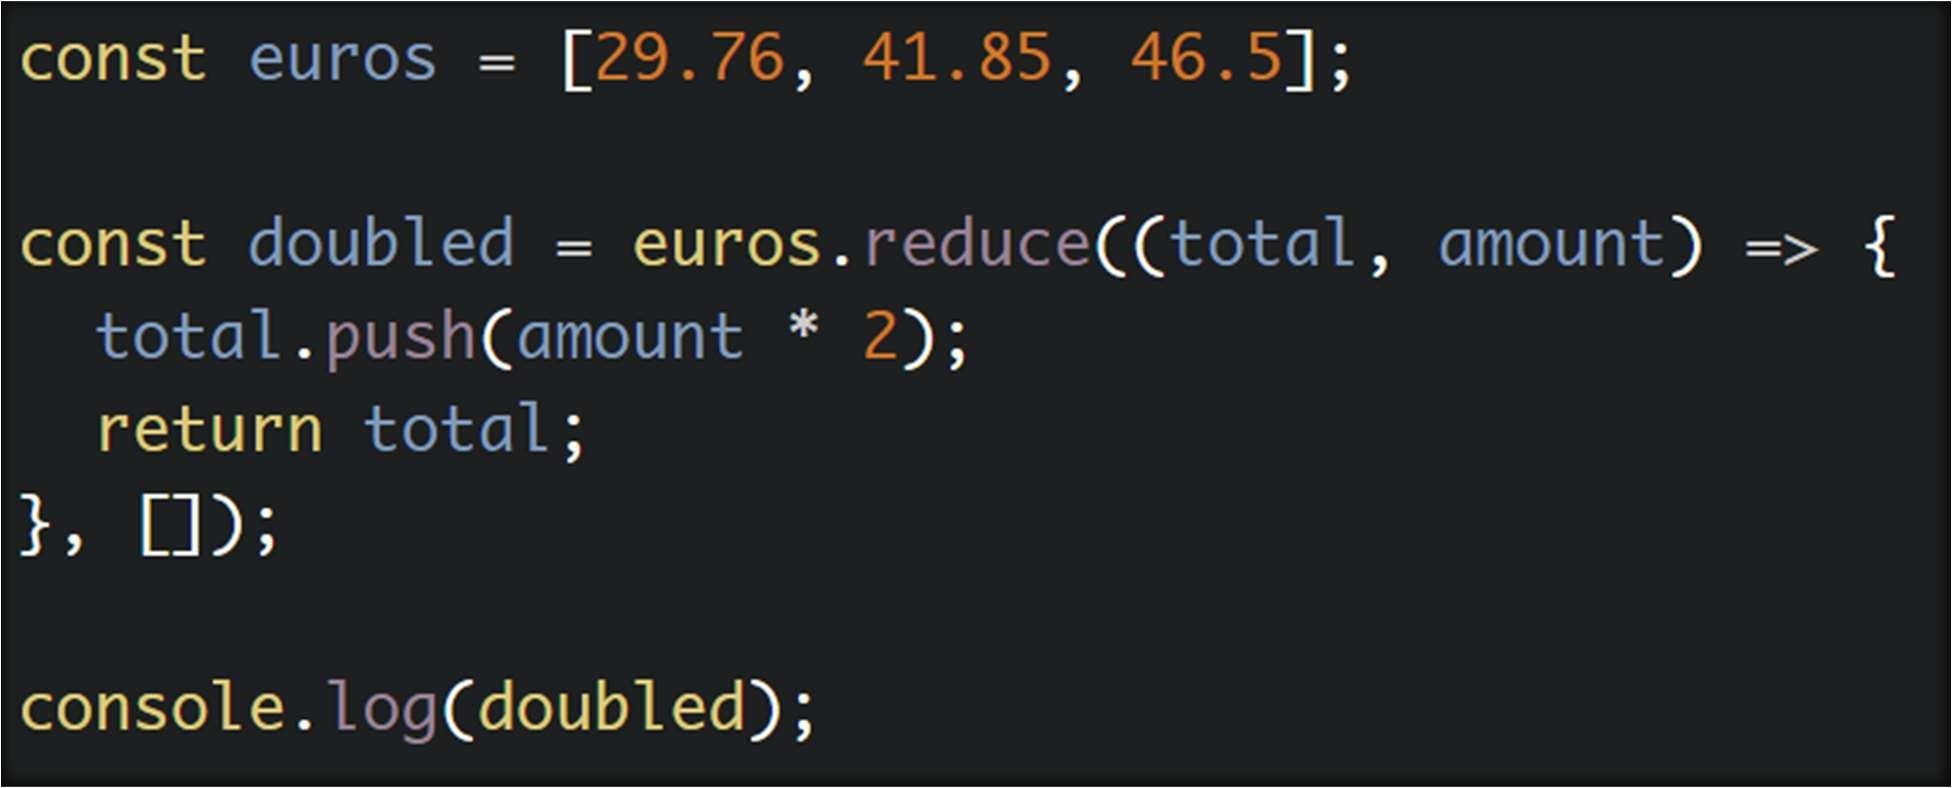 const euros = [29.76, 41.85, 46.5];
const doubled = euros.reduce((total, amount) => {
  total.push(amount * 2);
  return total;
}, []);
console.log(doubled);